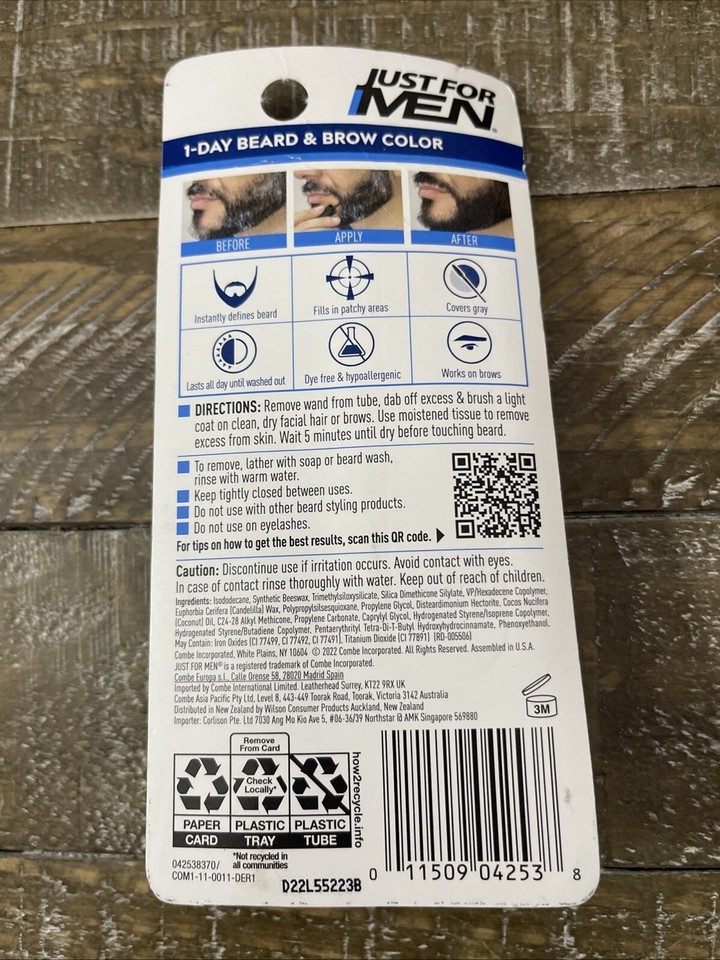 JUST FOR
MEN®
1-DAY BEARD & BROW COLOR
BEFORE
APPLY
AFTER
Instantly defines beard
Fills in patchy areas
Covers gray
Lasts all day until washed out
Dye free & hypoallergenic
Works on brows
DIRECTIONS: Remove wand from tube, dab off excess & brush a light
coat on clean, dry facial hair or brows. Use moistened tissue to remove
excess from skin. Wait 5 minutes until dry before touching beard.
To remove, lather with soap or beard wash,
rinse with warm water.
Keep tightly closed between uses.
Do not use with other beard styling products.
Do not use on eyelashes.
For tips on how to get the best results, scan this QR code.
Caution: Discontinue use if irritation occurs. Avoid contact with eyes.
In case of contact rinse thoroughly with water. Keep out of reach of children.
Ingredients: Isododecane, Synthetic Beeswax, Trimethylsiloxysilicate, Silica Dimethicone Silylate, VP/Hexadecene Copolymer,
Euphorbia Cerifera (Candelilla) Wax, Polypropylsilsesquioxane, Propylene Glycol, Disteardimonium Hectorite, Cocos Nucifera
(Coconut) Oil, C24-28 Alkyl Methicone, Propylene Carbonate, Caprylyl Glycol, Hydrogenated Styrene/Isoprene Copolymer,
Hydrogenated Styrene/Butadiene Copolymer, Pentaerythrityl Tetra-Di-T-Butyl Hydroxyhydrocinnamate, Phenoxyethanol,
May Contain: Iron Oxides (CI 77499, CI 77492, CI 77491), Titanium Dioxide (CI 77891) (RD-005506)
Combe Incorporated, White Plains, NY 10604 © 2022 Combe Incorporated. All Rights Reserved. Assembled in U.S.A.
JUST FOR MEN® is a registered trademark of Combe Incorporated.
Combe Europa s.l., Calle Orense 58, 28020 Madrid Spain
Imported by Combe International Limited. Leatherhead Surrey, KT22 9RX UK
Combe Asia Pacific Pty Ltd, Level 8, 443-449 Toorak Road, Toorak, Victoria 3142 Australia
Distributed in New Zealand by Wilson Consumer Products Auckland, New Zealand
Importer: Corlison Pte. Ltd 7030 Ang Mo Kio Ave 5, #06-36/39 Northstar @ AMK Singapore 569880
3M
Remove
From Card
Check
Locally*
PAPER
PLASTIC
PLASTIC
CARD
TRAY
TUBE
how2recycle.info
*Not recycled in
all communities
042538370/
COM1-11-0011-DER1
D22L55223B
0 11509 04253 8